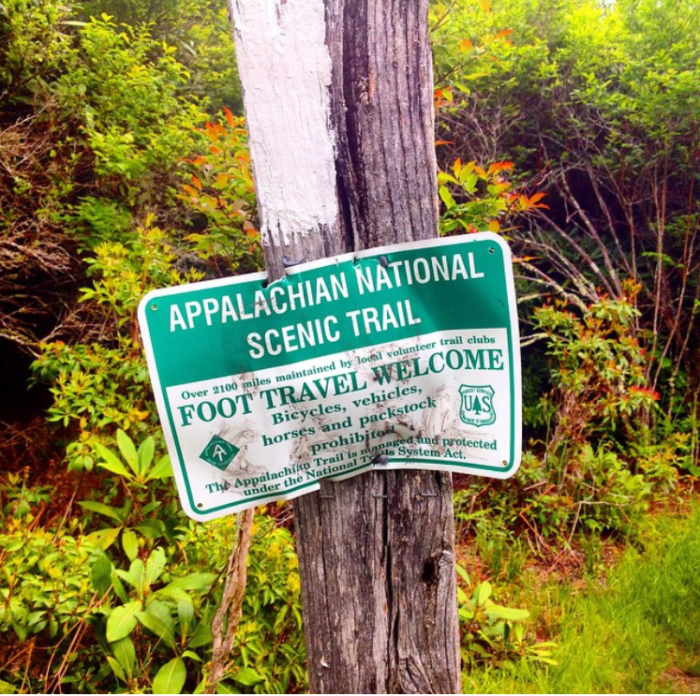 APPALACHIAN NATIONAL
SCENIC TRAIL
Over 2100 miles maintained by local volunteer trail clubs
FOOT TRAVEL WELCOME
Bicycles, vehicles,
horses and packstock
prohibited
The Appalachian Trail is managed and protected
under the National Trails System Act.
UAS